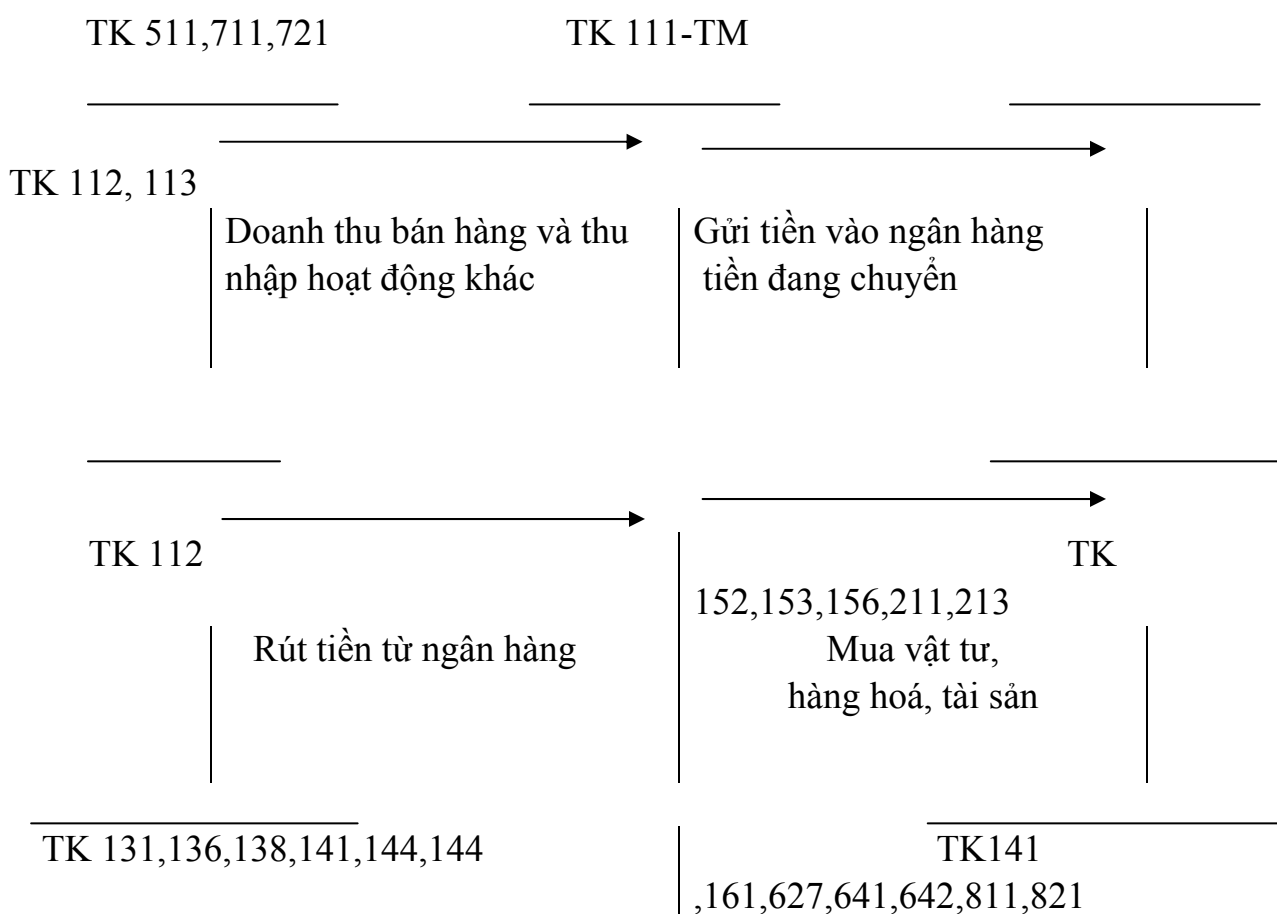 TK 511,711,721 TK 111-TM
TK 112, 113
Doanh thu bán hàng và thu
nhập hoạt động khác
Gửi tiền vào ngân hàng
tiền đang chuyển
TK 112 TK
152,153,156,211,213
Rút tiền từ ngân hàng
Mua vật tư,
hàng hoá, tài sản
TK 131,136,138,141,144,144
TK141
,161,627,641,642,811,821